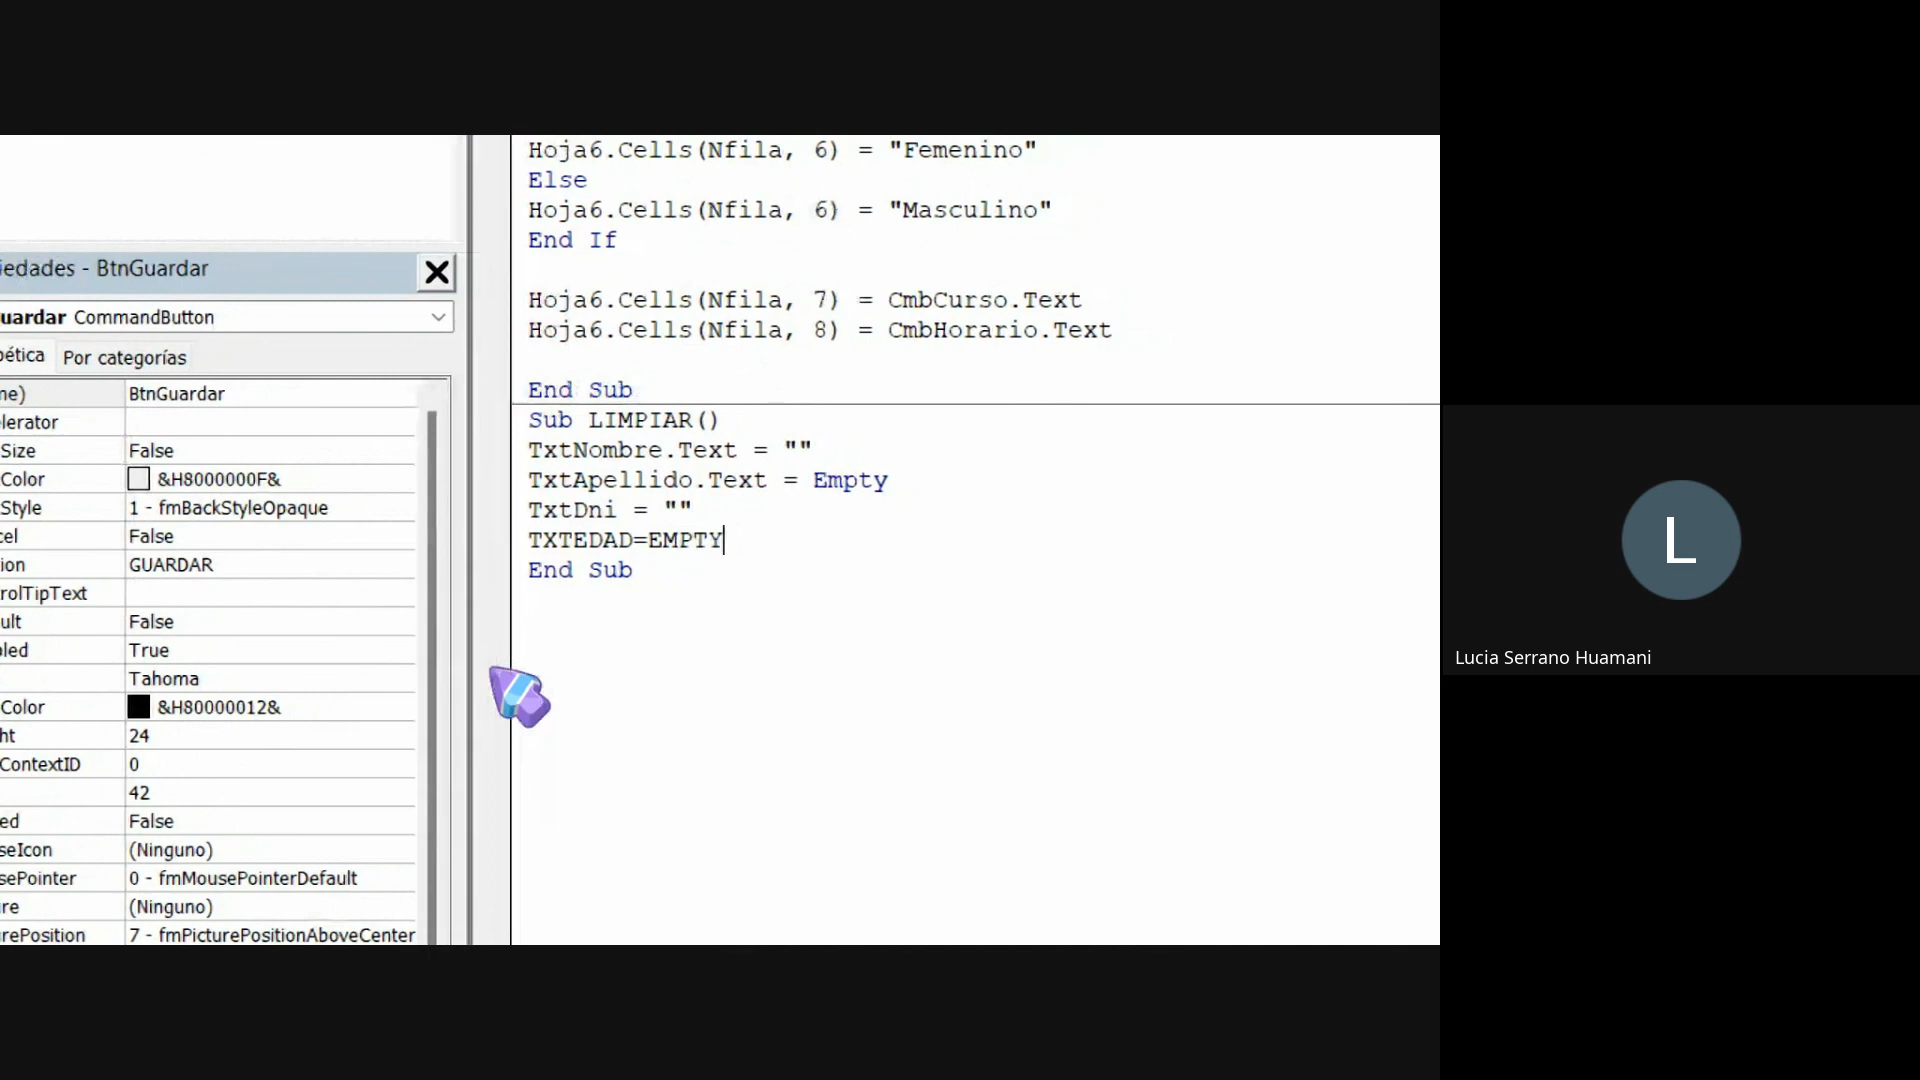 Hoja6.Cells(Nfila, 6) = "Femenino"
Else
Hoja6.Cells(Nfila, 6) = "Masculino"
End If
Hoja6.Cells(Nfila, 7) = CmbCurso.Text
Hoja6.Cells(Nfila, 8) = CmbHorario.Text
End Sub
Sub LIMPIAR()
TxtNombre.Text = ""
TxtApellido.Text = Empty
TxtDni = ""
TXTEDAD=EMPTY
End Sub
iedades - BtnGuardar
uardar CommandButton
bética Por categorías
ne) BtnGuardar
elerator
Size False
Color &H8000000F&
Style 1 - fmBackStyleOpaque
cel False
ion GUARDAR
rolTipText
ult False
bled True
Tahoma
Color &H80000012&
ht 24
ContextID 0
42
ed False
seIcon (Ninguno)
sePointer 0 - fmMousePointerDefault
re (Ninguno)
rePosition 7 - fmPicturePositionAboveCenter
L
Lucia Serrano Huamani